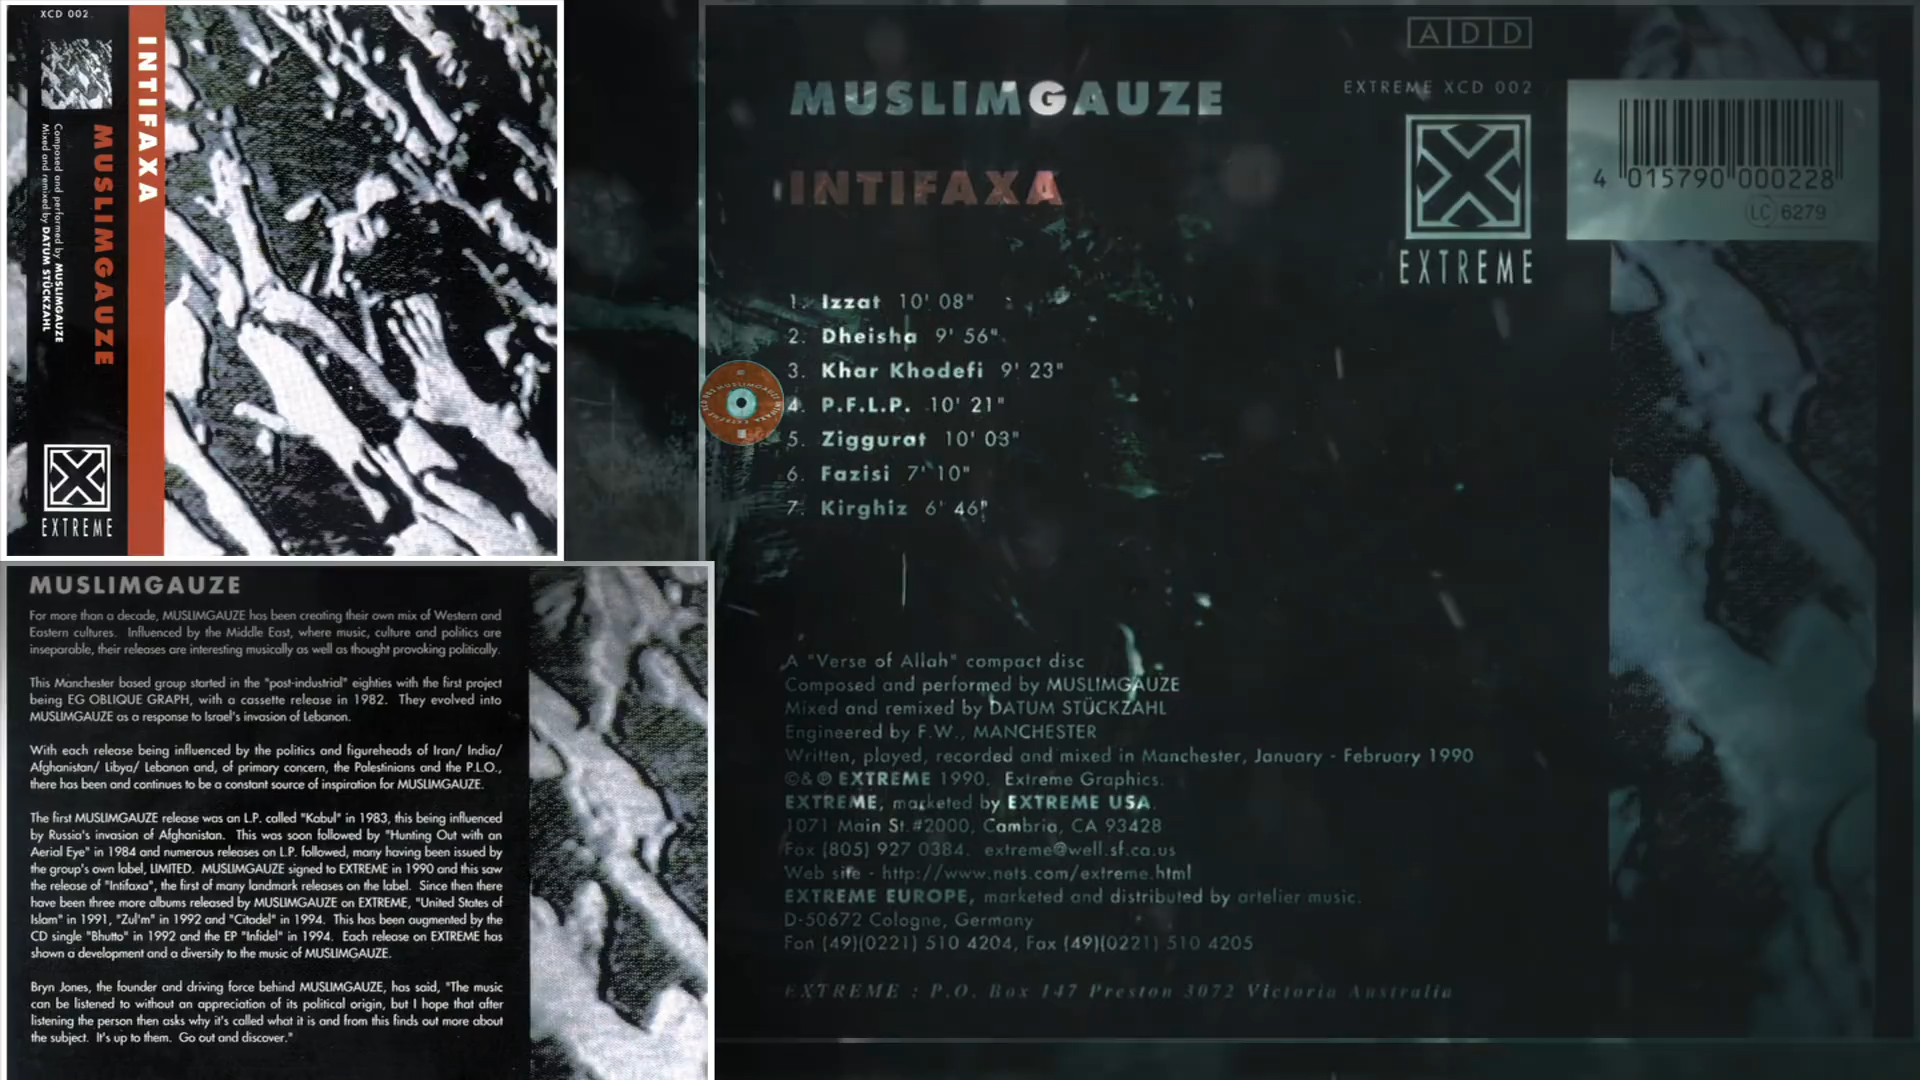 XCD 002
INTIFAXA
MUSLIMGAUZE
Composed and performed by MUSLIMGAUZE
Mixed and remixed by DATUM STÜCKZAHL
EXTREME
MUSLIMGAUZE
For more than a decade, MUSLIMGAUZE has been creating their own mix of Western and
Eastern cultures. Influenced by the Middle East, where music, culture and politics are
inseparable, their releases are interesting musically as well as thought provoking politically.
This Manchester based group started in the "post-industrial" eighties with the first project
being EG OBLIQUE GRAPH, with a cassette release in 1982. They evolved into
MUSLIMGAUZE as a response to Israel's invasion of Lebanon.
With each release being influenced by the politics and figureheads of Iran/ India/
Afghanistan/ Libya/ Lebanon and, of primary concern, the Palestinians and the P.L.O.,
there has been and continues to be a constant source of inspiration for MUSLIMGAUZE.
The first MUSLIMGAUZE release was an L.P. called "Kabul" in 1983, this being influenced
by Russia's invasion of Afghanistan. This was soon followed by "Hunting Out with an
Aerial Eye" in 1984 and numerous releases on L.P. followed, many having been issued by
the group's own label, LIMITED. MUSLIMGAUZE signed to EXTREME in 1990 and this saw
the release of "Intifaxa", the first of many landmark releases on the label. Since then there
have been three more albums released by MUSLIMGAUZE on EXTREME, "United States of
Islam" in 1991, "Zul'm" in 1992 and "Citadel" in 1994. This has been augmented by the
CD single "Bhutto" in 1992 and the EP "Infidel" in 1994. Each release on EXTREME has
shown a development and a diversity to the music of MUSLIMGAUZE.
Bryn Jones, the founder and driving force behind MUSLIMGAUZE, has said, "The music
can be listened to without an appreciation of its political origin, but I hope that after
listening the person then asks why it's called what it is and from this finds out more about
the subject. It's up to them. Go out and discover."
ADD
MUSLIMGAUZE
EXTREME XCD 002
INTIFAXA
EXTREME
4 015790 000228
LC 6279
1. Izzat 10' 08"
2. Dheisha 9' 56"
3. Khar Khodefi 9' 23"
4. P.F.L.P. 10' 21"
5. Ziggurat 10' 03"
6. Fazisi 7' 10"
7. Kirghiz 6' 46"
A "Verse of Allah" compact disc
Composed and performed by MUSLIMGAUZE
Mixed and remixed by DATUM STÜCKZAHL
Engineered by F.W., MANCHESTER
Written, played, recorded and mixed in Manchester, January - February 1990
©& ℗ EXTREME 1990. Extreme Graphics.
EXTREME, marketed by EXTREME USA.
1071 Main St.#2000, Cambria, CA 93428
Fax (805) 927 0384. extreme@well.sf.ca.us
Web site - http://www.nets.com/extreme.html
EXTREME EUROPE, marketed and distributed by artelier music.
D-50672 Cologne, Germany
Fon (49)(0221) 510 4204, Fax (49)(0221) 510 4205
EXTREME : P.O. Box 147 Preston 3072 Victoria Australia